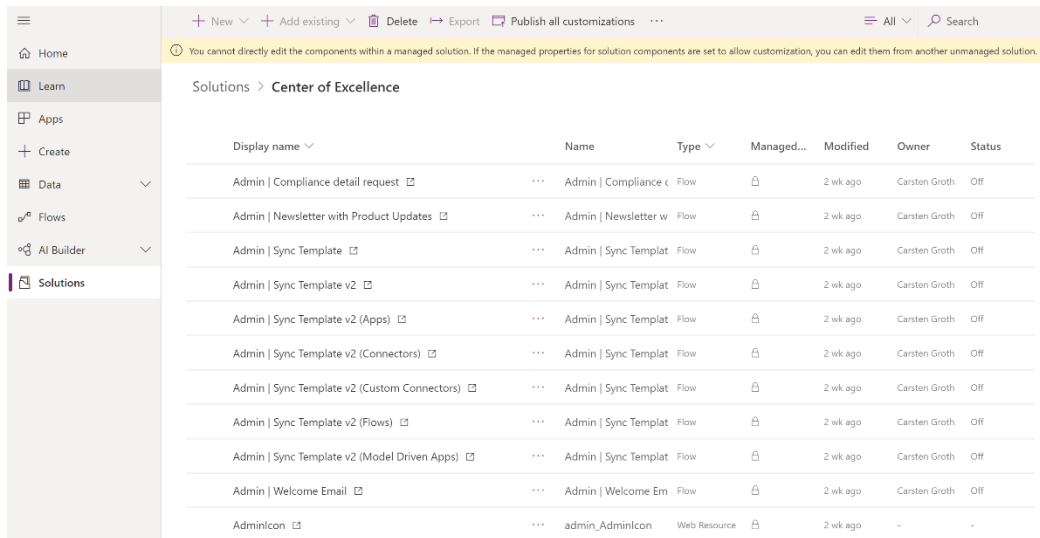 + New + Add existing Delete Export Publish all customizations ··· All Search
You cannot directly edit the components within a managed solution. If the managed properties for solution components are set to allow customization, you can edit them from another unmanaged solution.
Home
Learn
Apps
Create
Data
Flows
AI Builder
Solutions
Solutions > Center of Excellence
Display name Name Type Managed... Modified Owner Status
Admin | Compliance detail request ··· Admin | Compliance Flow 2 wk ago Carsten Groth Off
Admin | Newsletter with Product Updates ··· Admin | Newsletter w Flow 2 wk ago Carsten Groth Off
Admin | Sync Template ··· Admin | Sync Templat Flow 2 wk ago Carsten Groth Off
Admin | Sync Template v2 ··· Admin | Sync Templat Flow 2 wk ago Carsten Groth Off
Admin | Sync Template v2 (Apps) ··· Admin | Sync Templat Flow 2 wk ago Carsten Groth Off
Admin | Sync Template v2 (Connectors) ··· Admin | Sync Templat Flow 2 wk ago Carsten Groth Off
Admin | Sync Template v2 (Custom Connectors) ··· Admin | Sync Templat Flow 2 wk ago Carsten Groth Off
Admin | Sync Template v2 (Flows) ··· Admin | Sync Templat Flow 2 wk ago Carsten Groth Off
Admin | Sync Template v2 (Model Driven Apps) ··· Admin | Sync Templat Flow 2 wk ago Carsten Groth Off
Admin | Welcome Email ··· Admin | Welcome Em Flow 2 wk ago Carsten Groth Off
AdminIcon ··· admin_AdminIcon Web Resource 2 wk ago - -